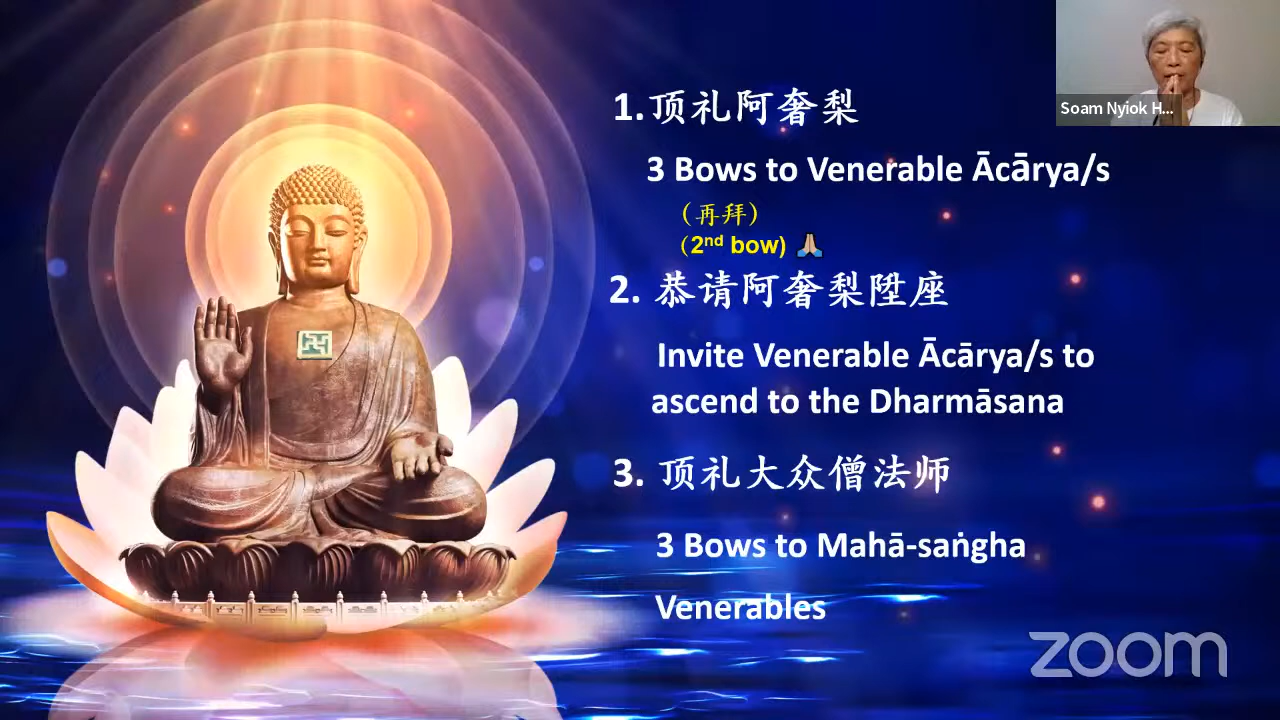 Soam Nyiok H...
1.顶礼阿奢梨
3 Bows to Venerable Ācārya/s
(再拜)
(2nd bow) 🙏🏼
2. 恭请阿奢梨陞座
Invite Venerable Ācārya/s to
ascend to the Dharmāsana
3. 顶礼大众僧法师
3 Bows to Mahā-saṅgha
Venerables
zoom